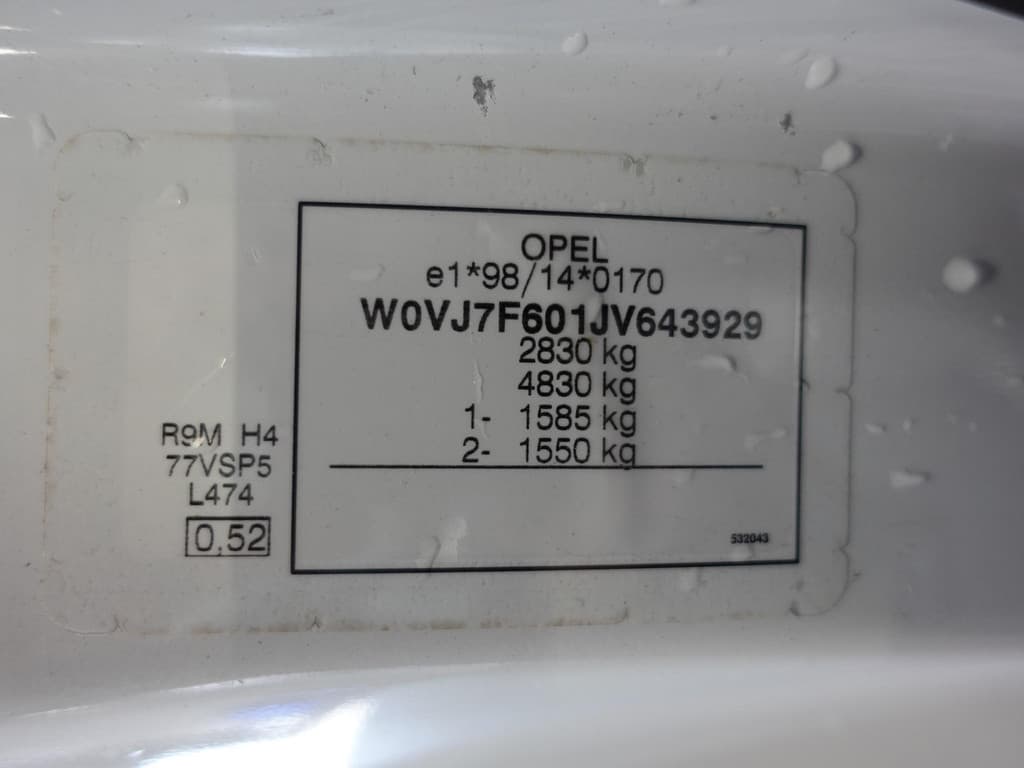 OPEL
e1*98/14*0170
W0VJ7F601JV643929
2830 kg
4830 kg
1- 1585 kg
2- 1550 kg
R9M H4
77VSP5
L474
0,52
532043